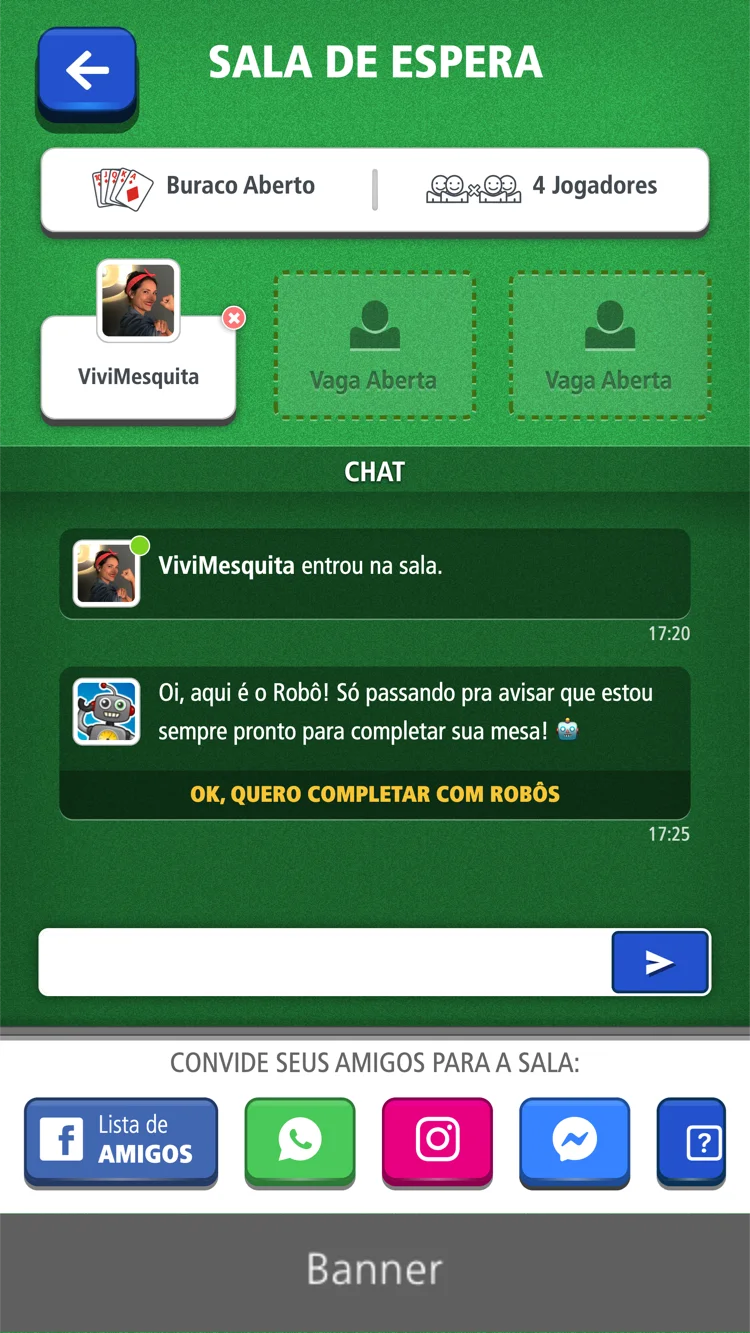 SALA DE ESPERA
Buraco Aberto
4 Jogadores
ViviMesquita
Vaga Aberta
Vaga Aberta
CHAT
ViviMesquita entrou na sala.
17:20
Oi, aqui é o Robô! Só passando pra avisar que estou
sempre pronto para completar sua mesa! 🤖
OK, QUERO COMPLETAR COM ROBÔS
17:25
CONVIDE SEUS AMIGOS PARA A SALA:
Lista de
AMIGOS
?
Banner